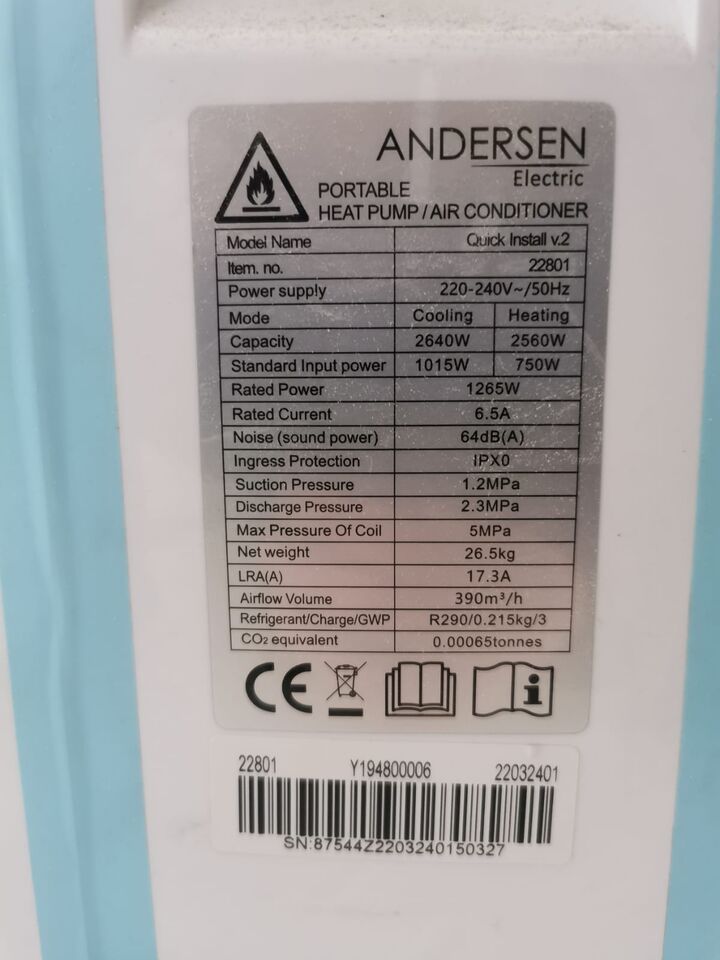 ANDERSEN
Electric
PORTABLE
HEAT PUMP / AIR CONDITIONER
Model Name Quick Install v.2
Item. no. 22801
Power supply 220-240V~/50Hz
Mode Cooling Heating
Capacity 2640W 2560W
Standard Input power 1015W 750W
Rated Power 1265W
Rated Current 6.5A
Noise (sound power) 64dB(A)
Ingress Protection IPX0
Suction Pressure 1.2MPa
Discharge Pressure 2.3MPa
Max Pressure Of Coil 5MPa
Net weight 26.5kg
LRA(A) 17.3A
Airflow Volume 390m³/h
Refrigerant/Charge/GWP R290/0.215kg/3
CO₂ equivalent 0.00065tonnes
CE
22801 Y194800006 22032401
SN:87544Z2203240150327